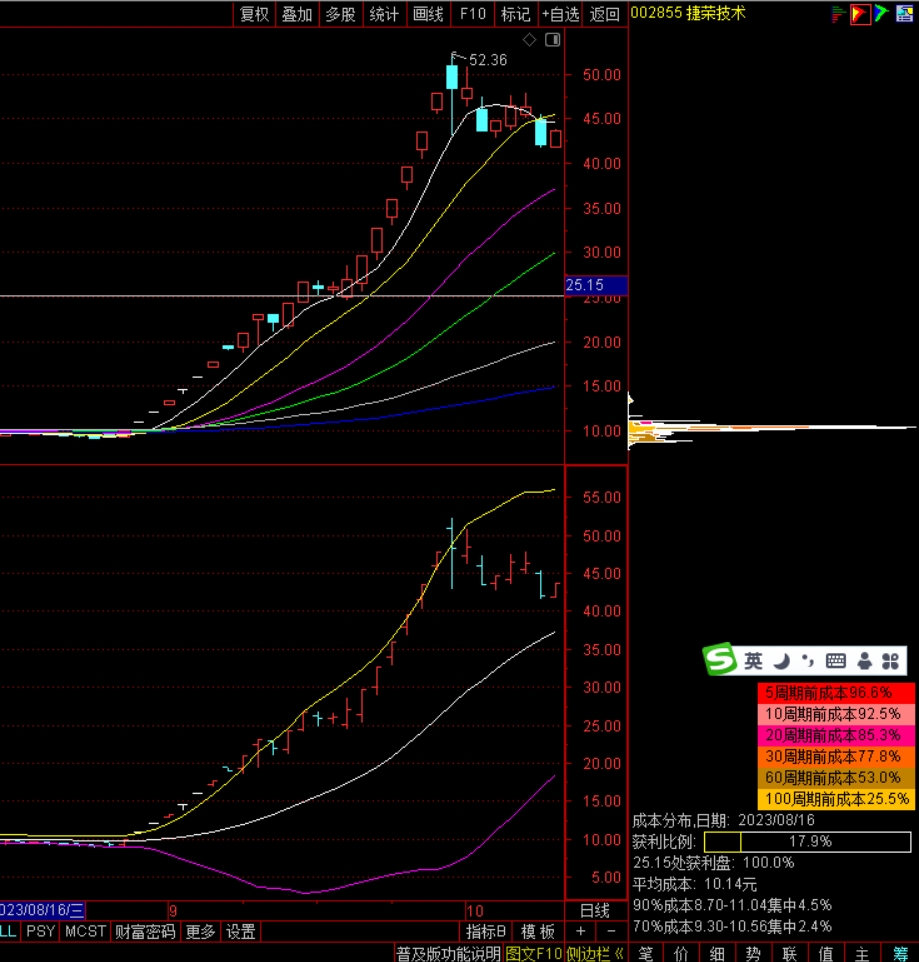 复权 叠加 多股 统计 画线 F10 标记 +自选 返回 002855 捷荣技术
52.36
50.00
45.00
40.00
35.00
30.00
25.15
25.00
20.00
15.00
10.00
55.00
50.00
45.00
40.00
35.00
30.00
25.00
20.00
15.00
10.00
5.00
S 英
5周期前成本96.6%
10周期前成本92.5%
20周期前成本85.3%
30周期前成本77.8%
60周期前成本53.0%
100周期前成本25.5%
成本分布,日期: 2023/08/16
获利比例: 17.9%
25.15处获利盘: 100.0%
平均成本: 10.14元
90%成本8.70-11.04集中4.5%
70%成本9.30-10.56集中2.4%
023/08/16/三 9 10 日线
LL PSY MCST 财富密码 更多 设置 指标B 模板 + -
普及版功能说明 图文F10 侧边栏《 笔 价 细 势 联 值 主 筹